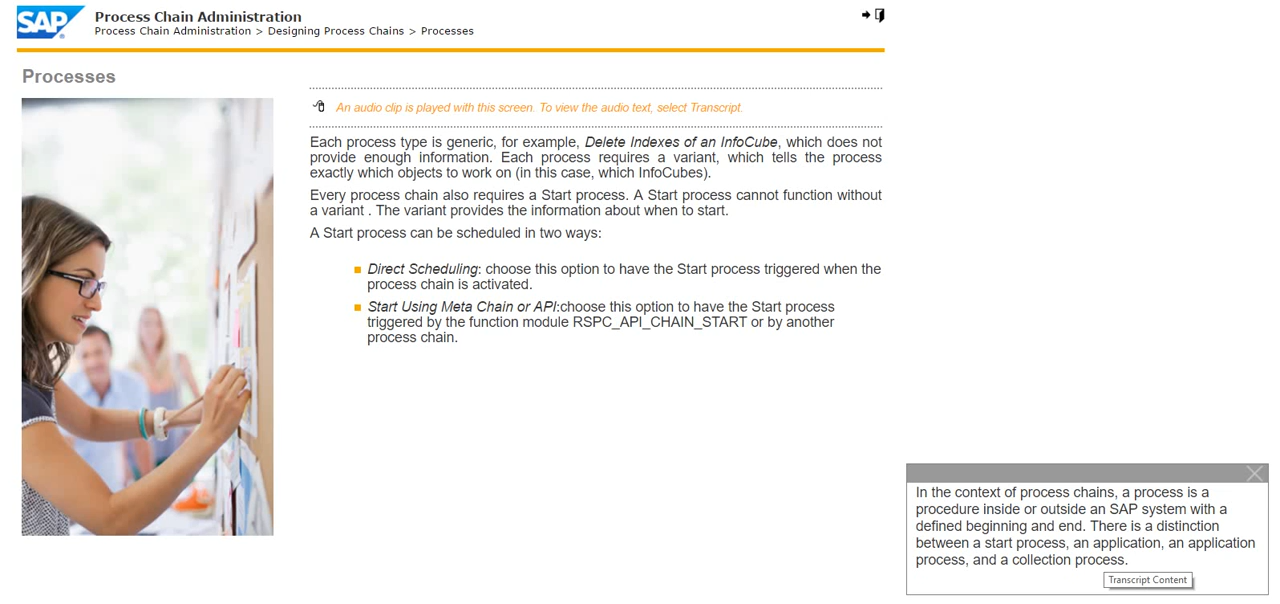 SAP
Process Chain Administration
Process Chain Administration > Designing Process Chains > Processes
Processes
An audio clip is played with this screen. To view the audio text, select Transcript.
Each process type is generic, for example, Delete Indexes of an InfoCube, which does not
provide enough information. Each process requires a variant, which tells the process
exactly which objects to work on (in this case, which InfoCubes).
Every process chain also requires a Start process. A Start process cannot function without
a variant . The variant provides the information about when to start.
A Start process can be scheduled in two ways:
Direct Scheduling: choose this option to have the Start process triggered when the
process chain is activated.
Start Using Meta Chain or API:choose this option to have the Start process
triggered by the function module RSPC_API_CHAIN_START or by another
process chain.
In the context of process chains, a process is a
procedure inside or outside an SAP system with a
defined beginning and end. There is a distinction
between a start process, an application, an application
process, and a collection process.
Transcript Content